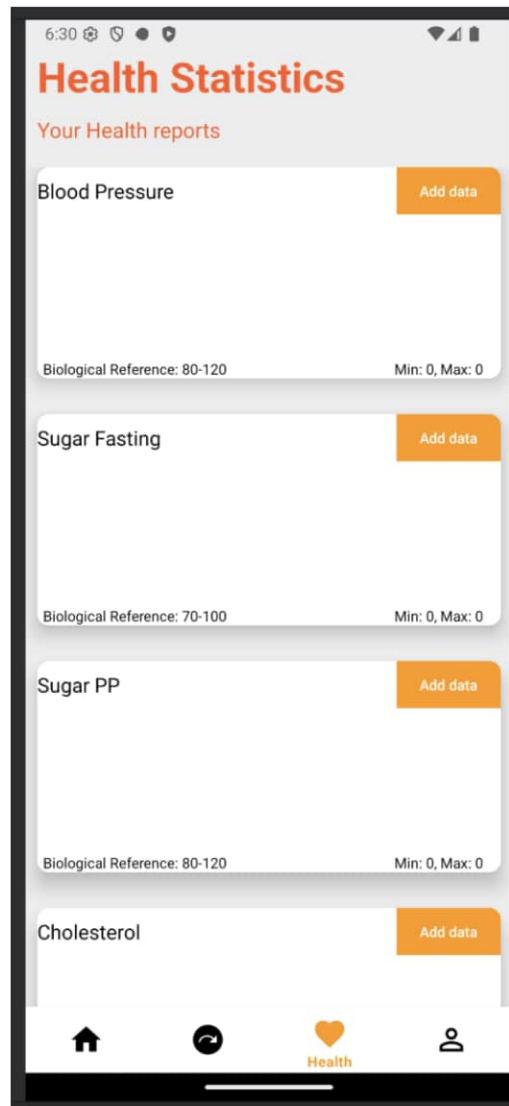 6:30
Health Statistics
Your Health reports
Blood Pressure
Add data
Biological Reference: 80-120
Min: 0, Max: 0
Sugar Fasting
Add data
Biological Reference: 70-100
Min: 0, Max: 0
Sugar PP
Add data
Biological Reference: 80-120
Min: 0, Max: 0
Cholesterol
Add data
Health